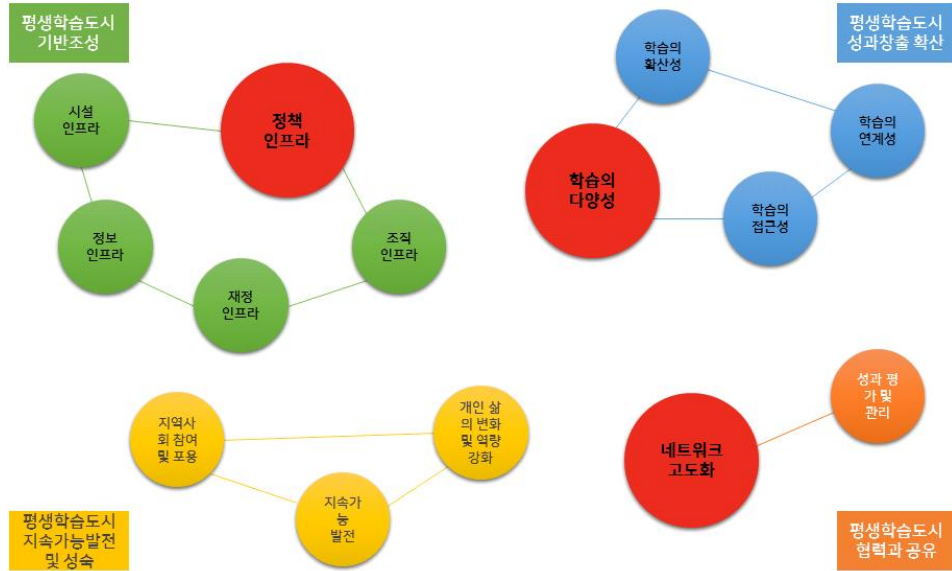 평생학습도시
기반조성
시설
인프라
정책
인프라
정보
인프라
조직
인프라
재정
인프라
평생학습도시
성과창출 확산
학습의
확산성
학습의
연계성
학습의
다양성
학습의
접근성
지역사
회 참여
및 포용
개인 삶
의 변화
및 역량
강화
지속가
능
발전
평생학습도시
지속가능발전
및 성숙
성과 평
가 및
관리
네트워크
고도화
평생학습도시
협력과 공유